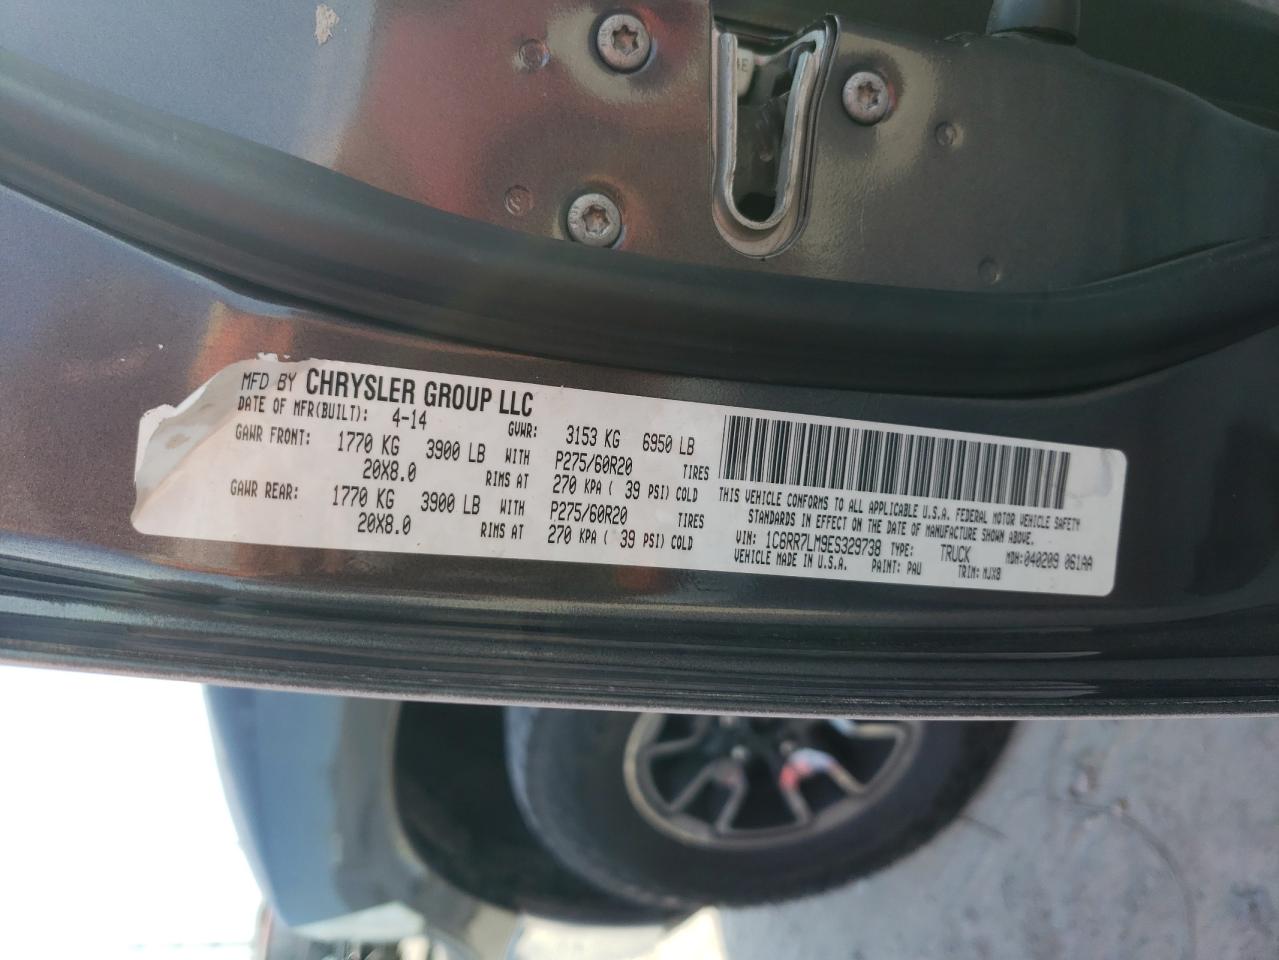 MFD BY CHRYSLER GROUP LLC
DATE OF MFR(BUILT): 4-14 GVWR: 3153 KG 6950 LB
GAWR FRONT: 1770 KG 3900 LB WITH P275/60R20 TIRES
20X8.0 RIMS AT 270 KPA ( 39 PSI) COLD
GAWR REAR: 1770 KG 3900 LB WITH P275/60R20 TIRES
20X8.0 RIMS AT 270 KPA ( 39 PSI) COLD
THIS VEHICLE CONFORMS TO ALL APPLICABLE U.S.A. FEDERAL MOTOR VEHICLE SAFETY
STANDARDS IN EFFECT ON THE DATE OF MANUFACTURE SHOWN ABOVE.
VIN: 1C6RR7LM9ES329738 TYPE: TRUCK MDH:040209 061AA
VEHICLE MADE IN U.S.A. PAINT: PAU TRIM: MJX8